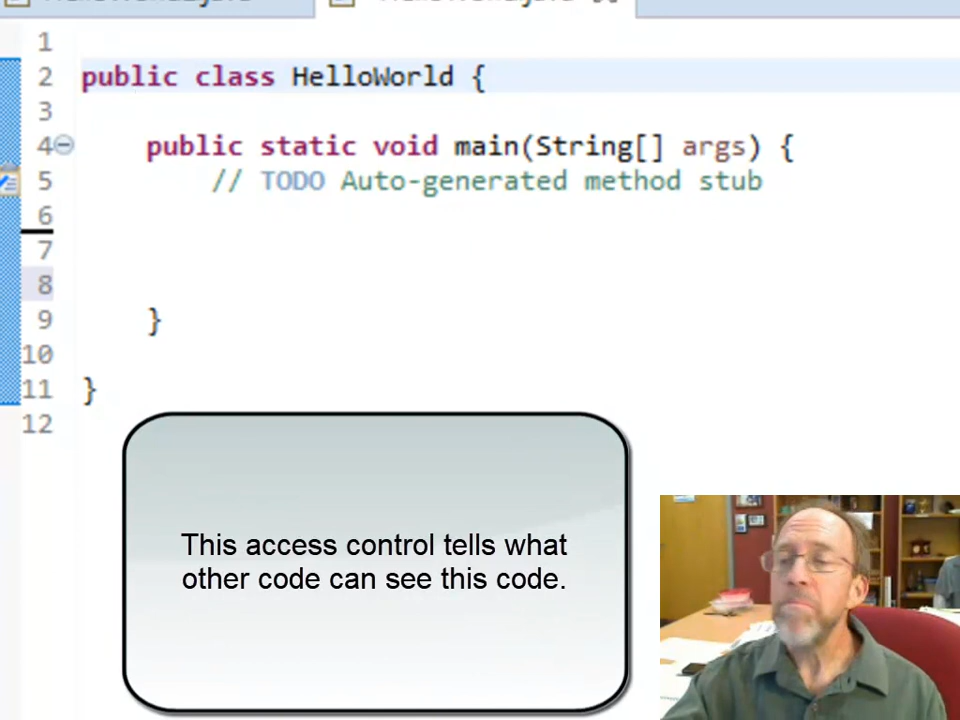 1
2 public class HelloWorld {
3
4 public static void main(String[] args) {
5 // TODO Auto-generated method stub
6
7
8
9 }
10
11 }
12
This access control tells what
other code can see this code.